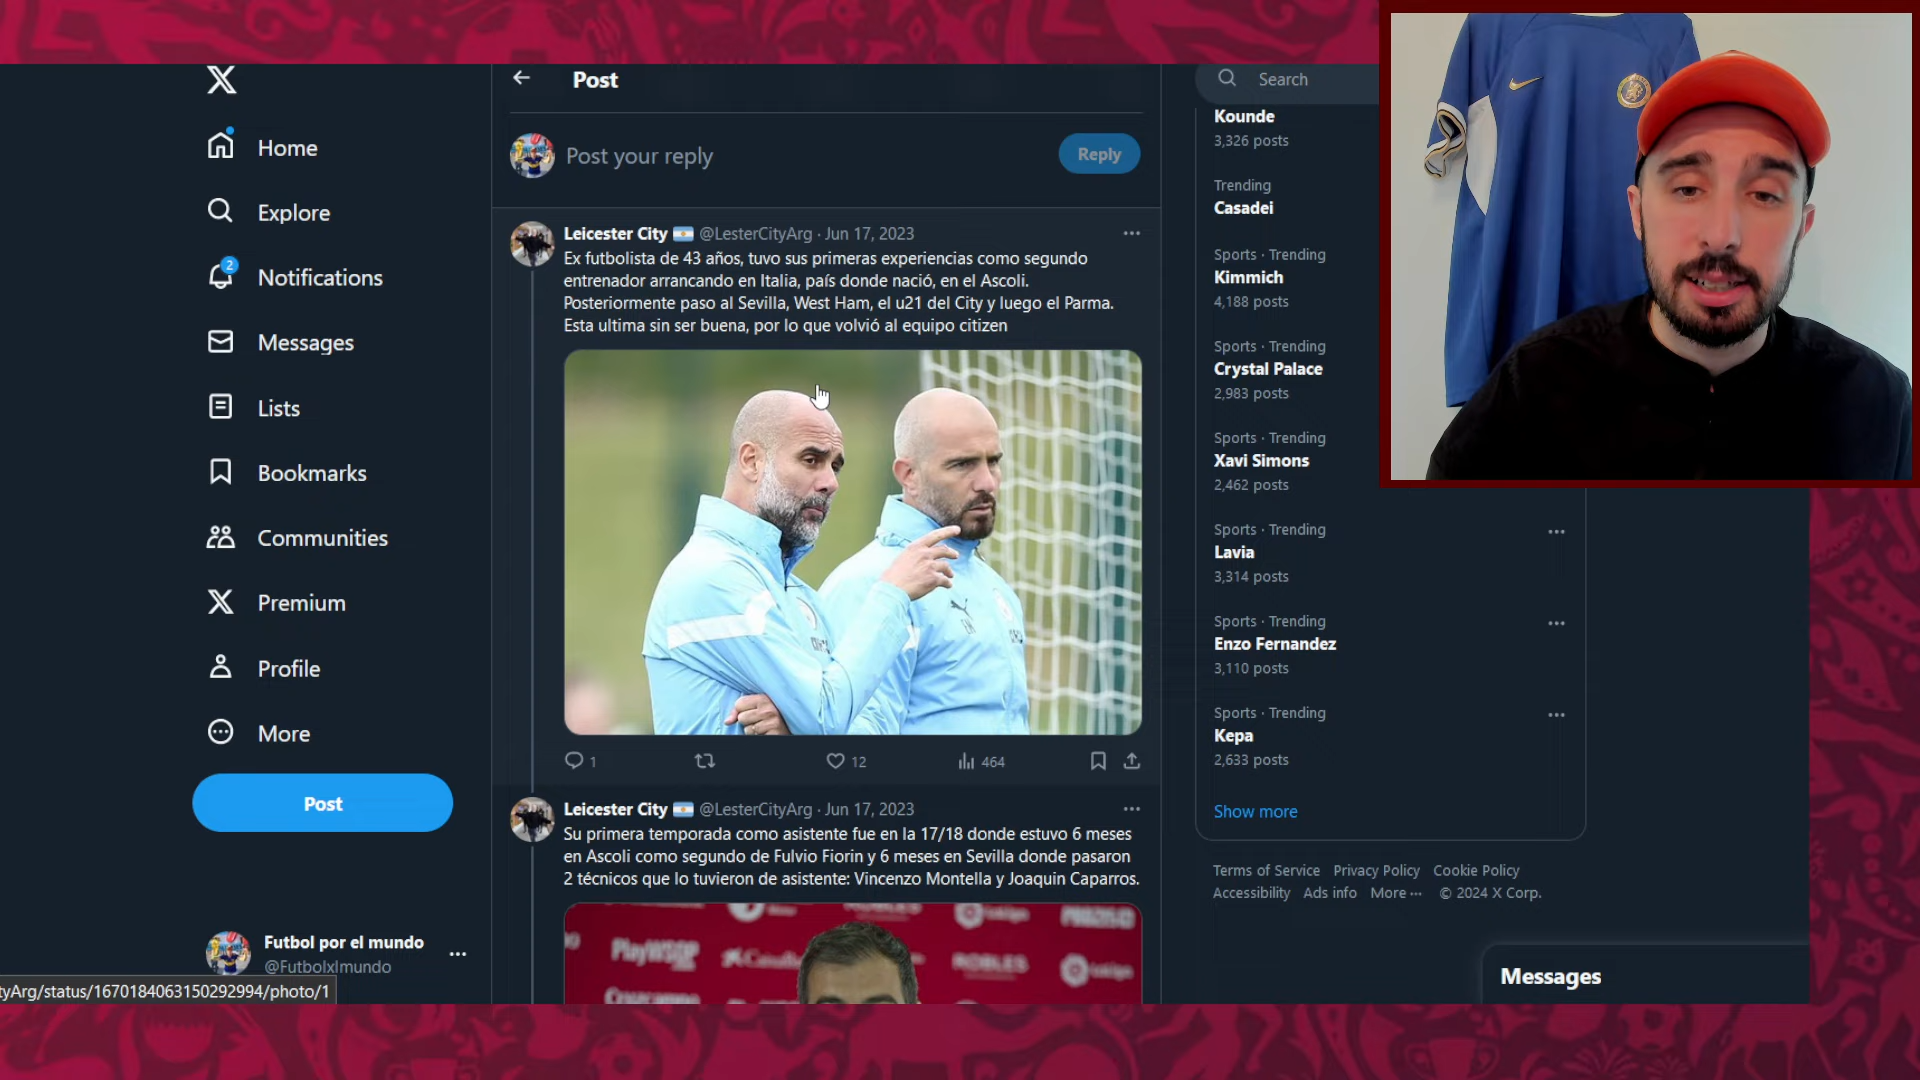 Post
Search
Home
Explore
2
Notifications
Messages
Lists
Bookmarks
Communities
Premium
Profile
More
Post
Futbol por el mundo
@Futbolxlmundo
tyArg/status/1670184063150292994/photo/1
Post your reply
Reply
Leicester City @LesterCityArg · Jun 17, 2023
Ex futbolista de 43 años, tuvo sus primeras experiencias como segundo
entrenador arrancando en Italia, país donde nació, en el Ascoli.
Posteriormente paso al Sevilla, West Ham, el u21 del City y luego el Parma.
Esta ultima sin ser buena, por lo que volvió al equipo citizen
1
12
464
Leicester City @LesterCityArg · Jun 17, 2023
Su primera temporada como asistente fue en la 17/18 donde estuvo 6 meses
en Ascoli como segundo de Fulvio Fiorin y 6 meses en Sevilla donde pasaron
2 técnicos que lo tuvieron de asistente: Vincenzo Montella y Joaquin Caparros.
Kounde
3,326 posts
Trending
Casadei
Sports · Trending
Kimmich
4,188 posts
Sports · Trending
Crystal Palace
2,983 posts
Sports · Trending
Xavi Simons
2,462 posts
Sports · Trending
Lavia
3,314 posts
Sports · Trending
Enzo Fernandez
3,110 posts
Sports · Trending
Kepa
2,633 posts
Show more
Terms of Service Privacy Policy Cookie Policy
Accessibility Ads info More ··· © 2024 X Corp.
Messages